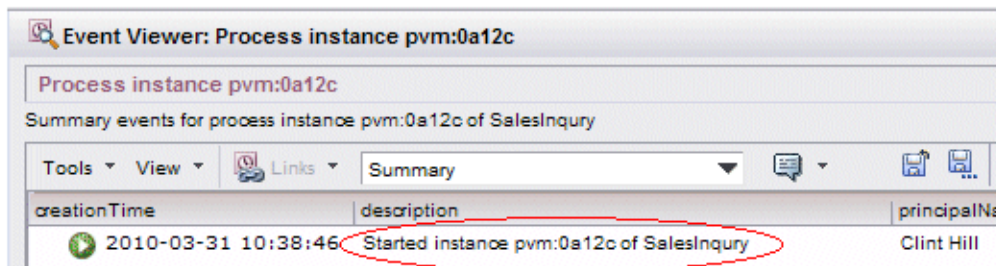 Event Viewer: Process instance pvm:0a12c
Process instance pvm:0a12c
Summary events for process instance pvm:0a12c of SalesInqury
Tools View Links Summary
creationTime description principalNa
2010-03-31 10:38:46 Started instance pvm:0a12c of SalesInqury Clint Hill